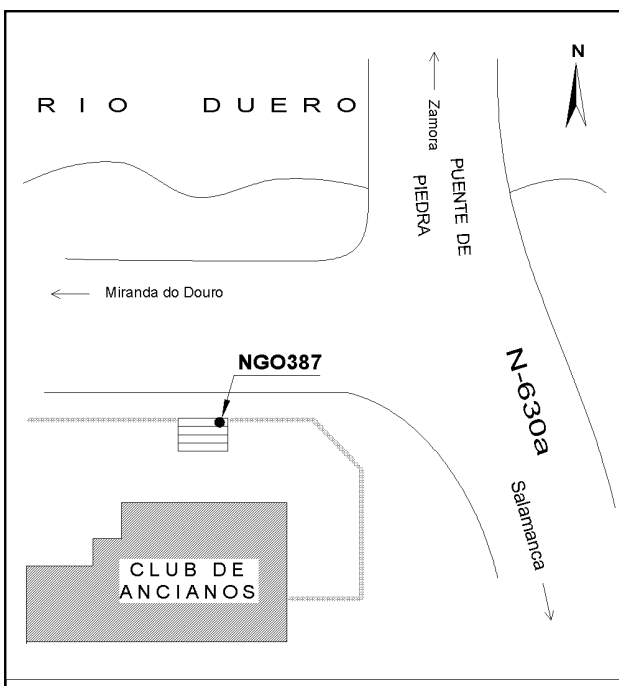 N
RIO DUERO
Zamora
PUENTE DE
PIEDRA
Miranda do Douro
NGO387
N-630a
Salamanca
CLUB DE
ANCIANOS